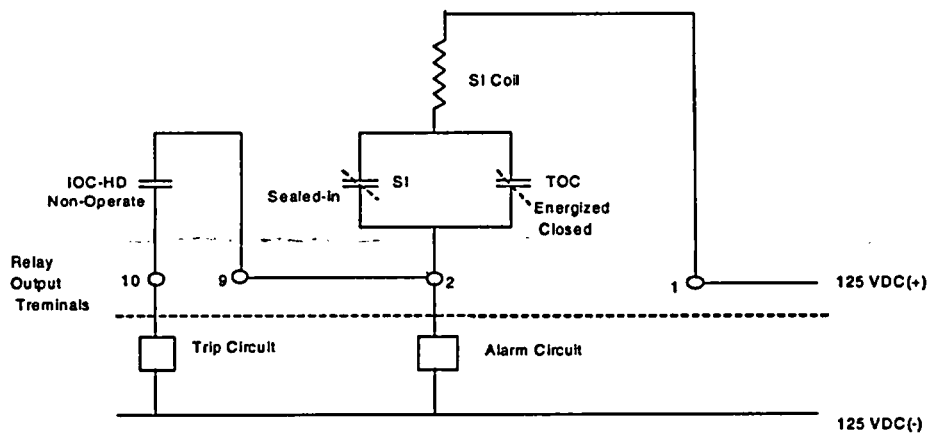 SI Coil
IOC-HD
Non-Operate
Sealed-in
SI
TOC
Energized
Closed
Relay
Output
Treminals
10
9
2
1
125 VDC(+)
Trip Circuit
Alarm Circuit
125 VDC(-)